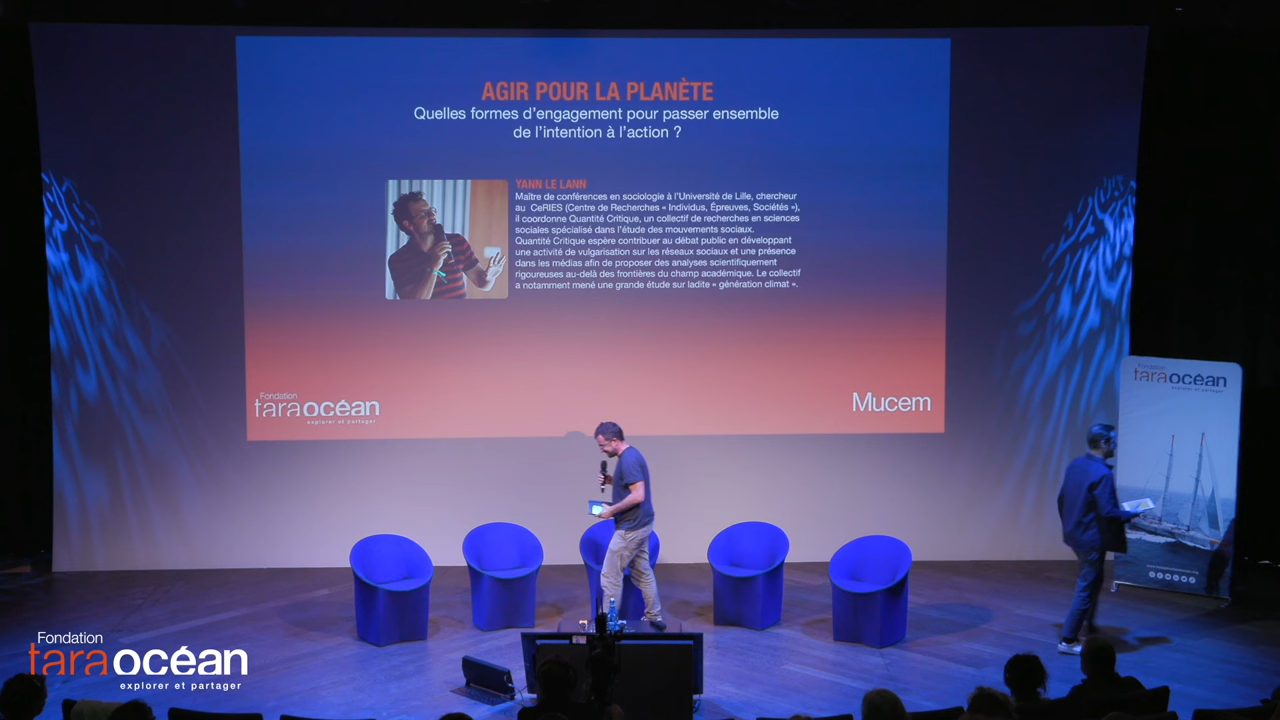 AGIR POUR LA PLANÈTE
Quelles formes d'engagement pour passer ensemble
de l'intention à l'action ?
YANN LE LANN
Maître de conférences en sociologie à l'Université de Lille, chercheur
au CeRIES (Centre de Recherches « Individus, Épreuves, Sociétés »),
il coordonne Quantité Critique, un collectif de recherches en sciences
sociales spécialisé dans l'étude des mouvements sociaux.
Quantité Critique espère contribuer au débat public en développant
une activité de vulgarisation sur les réseaux sociaux et une présence
dans les médias afin de proposer des analyses scientifiquement
rigoureuses au-delà des frontières du champ académique. Le collectif
a notamment mené une grande étude sur ladite « génération climat ».
Fondation
taraocéan
explorer et partager
Mucem
Fondation
taraocéan
explorer et partager
Fondation
taraocéan
explorer et partager